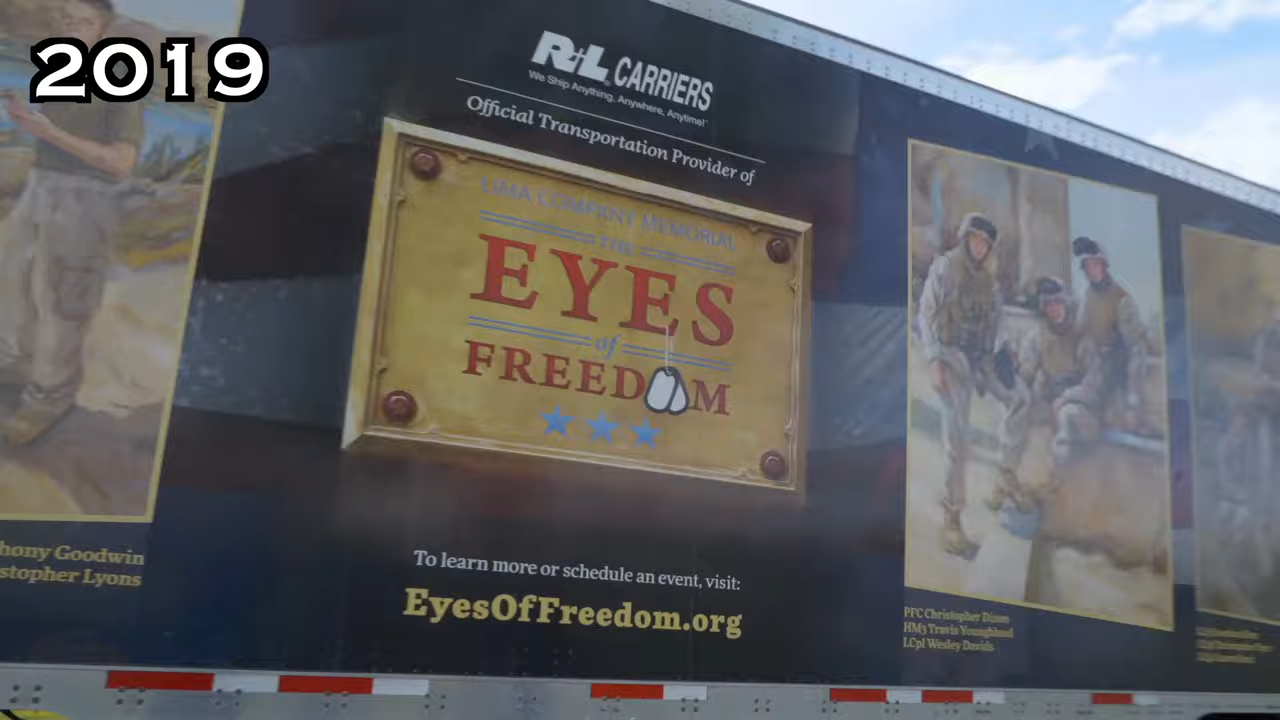 2019
R+L CARRIERS
We Ship Anything, Anywhere, Anytime!
Official Transportation Provider of
LIMA COMPANY MEMORIAL
THE
EYES
of
FREEDOM
To learn more or schedule an event, visit:
EyesOfFreedom.org
hony Goodwin
stopher Lyons
PFC Christopher Dixon
HM3 Travis Youngblood
LCpl Wesley Davids